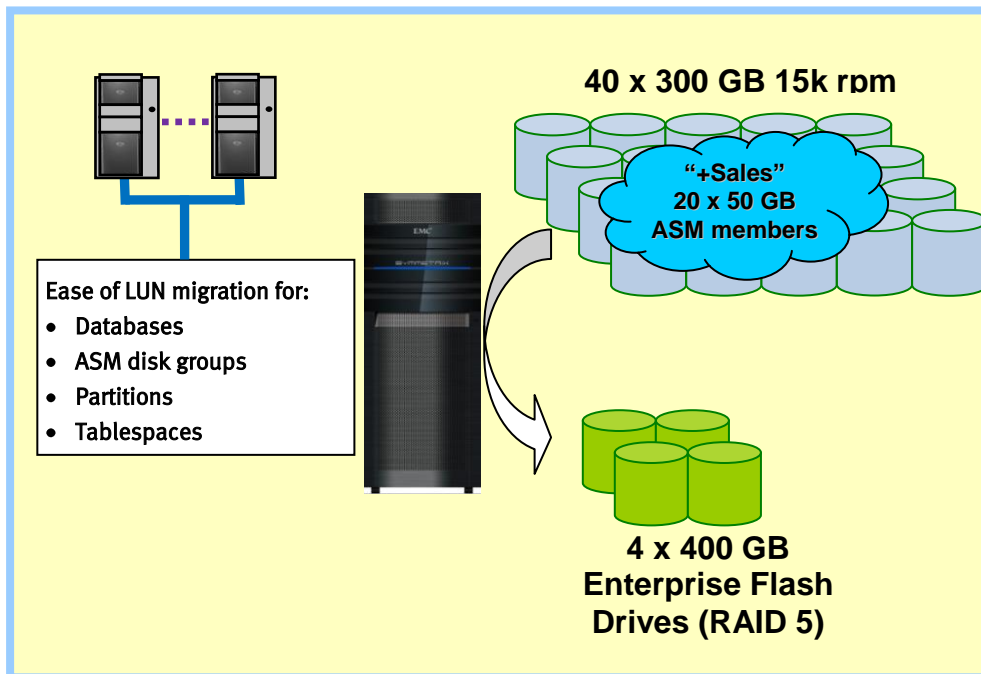 40 x 300 GB 15k rpm
“+Sales”
20 x 50 GB
ASM members
EMC²
Ease of LUN migration for:
• Databases
• ASM disk groups
• Partitions
• Tablespaces
4 x 400 GB
Enterprise Flash
Drives (RAID 5)